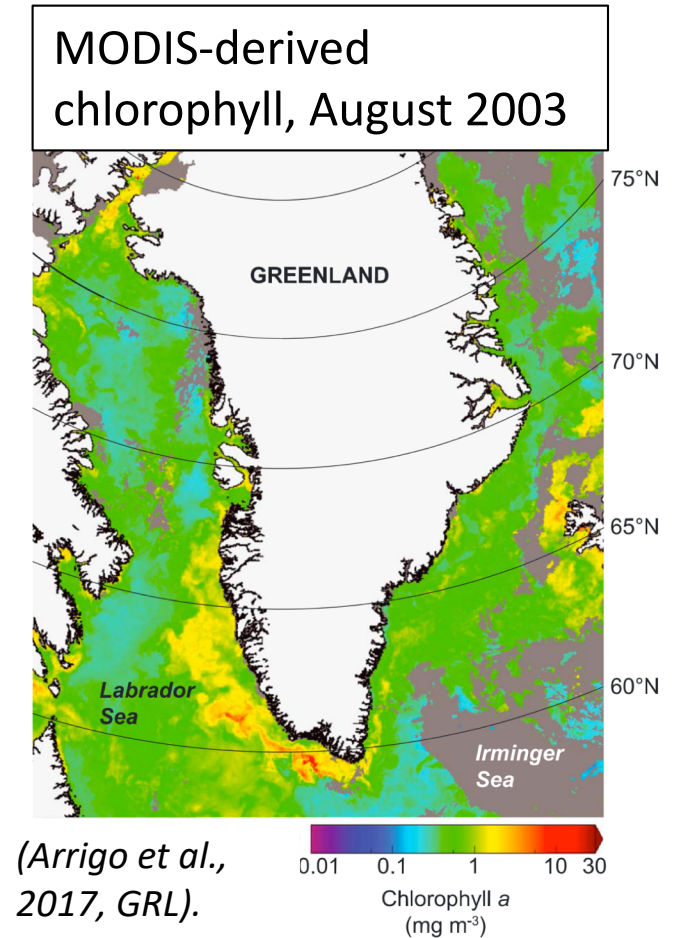 MODIS-derived
chlorophyll, August 2003
75°N
GREENLAND
70°N
65°N
60°N
Labrador
Sea
Irminger
Sea
(Arrigo et al.,
2017, GRL).
0.01 0.1 1 10 30
Chlorophyll a
(mg m-3)